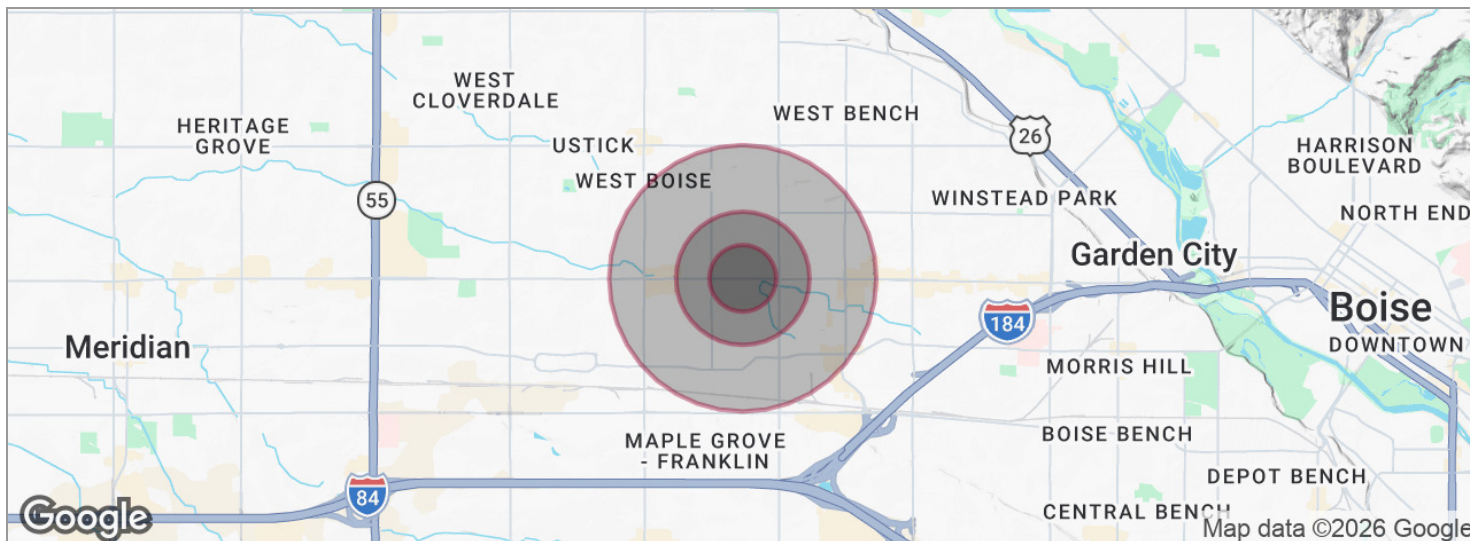 WEST
CLOVERDALE
HERITAGE
GROVE
USTICK
WEST BENCH
26
HARRISON
BOULEVARD
WEST BOISE
55
WINSTEAD PARK
NORTH END
Garden City
Boise
DOWNTOWN
184
Meridian
MORRIS HILL
MAPLE GROVE
- FRANKLIN
BOISE BENCH
DEPOT BENCH
84
CENTRAL BENCH
Google
Map data ©2026 Google